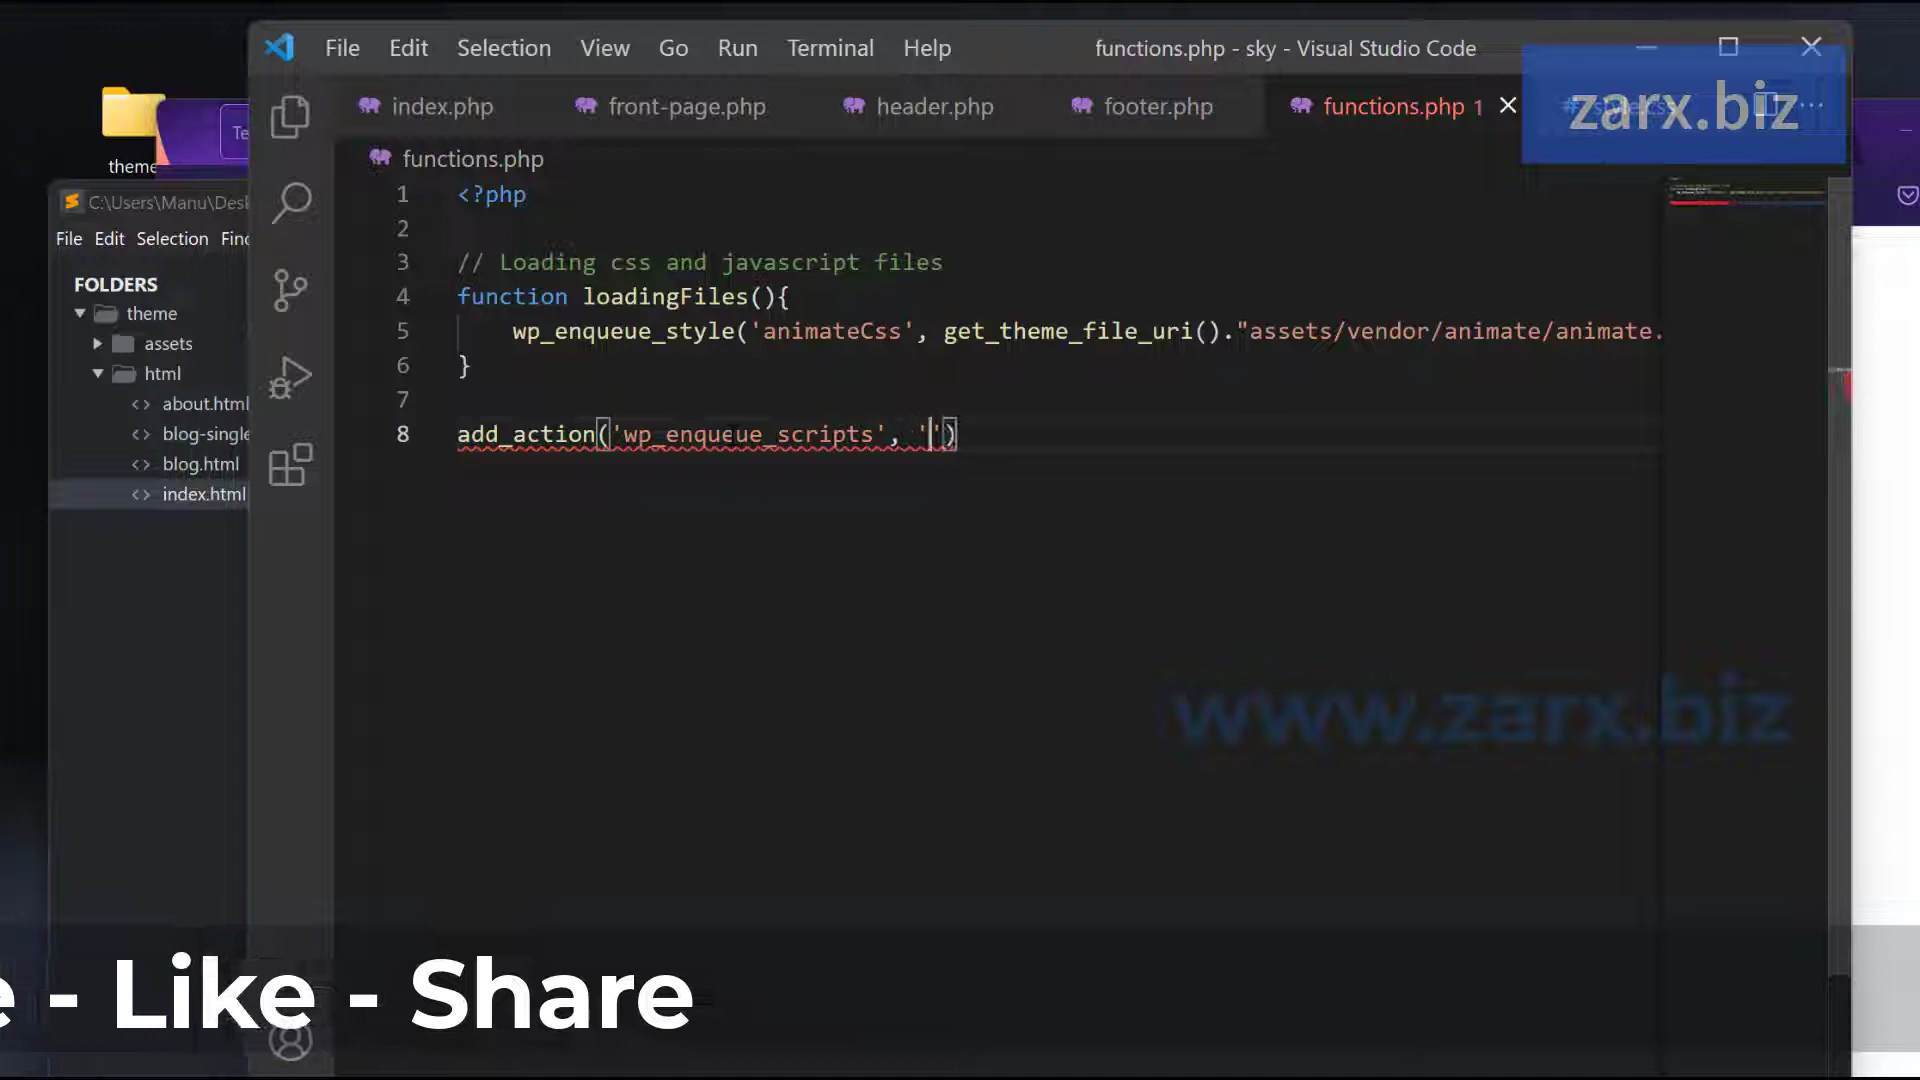 File Edit Selection View Go Run Terminal Help functions.php - sky - Visual Studio Code
index.php front-page.php header.php footer.php functions.php 1
zarx.biz
functions.php
theme
C:\Users\Manu\Desk
File Edit Selection Find
FOLDERS
theme
assets
html
<> about.html
<> blog-single
<> blog.html
<> index.html
1 <?php
2
3 // Loading css and javascript files
4 function loadingFiles(){
5 wp_enqueue_style('animateCss', get_theme_file_uri()."assets/vendor/animate/animate.
6 }
7
8 add_action('wp_enqueue_scripts', '')
www.zarx.biz
e - Like - Share